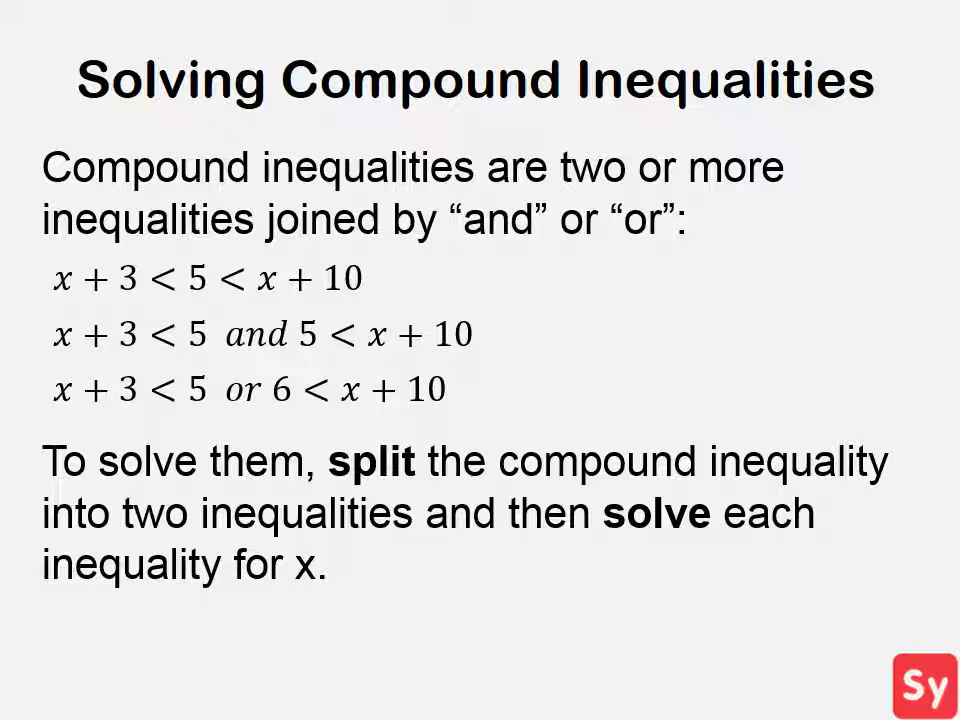 Solving Compound Inequalities
Compound inequalities are two or more
inequalities joined by “and” or “or”:
𝑥 + 3 < 5 < 𝑥 + 10
𝑥 + 3 < 5 𝑎𝑛𝑑 5 < 𝑥 + 10
𝑥 + 3 < 5 𝑜𝑟 6 < 𝑥 + 10
To solve them, split the compound inequality
into two inequalities and then solve each
inequality for x.
Sy